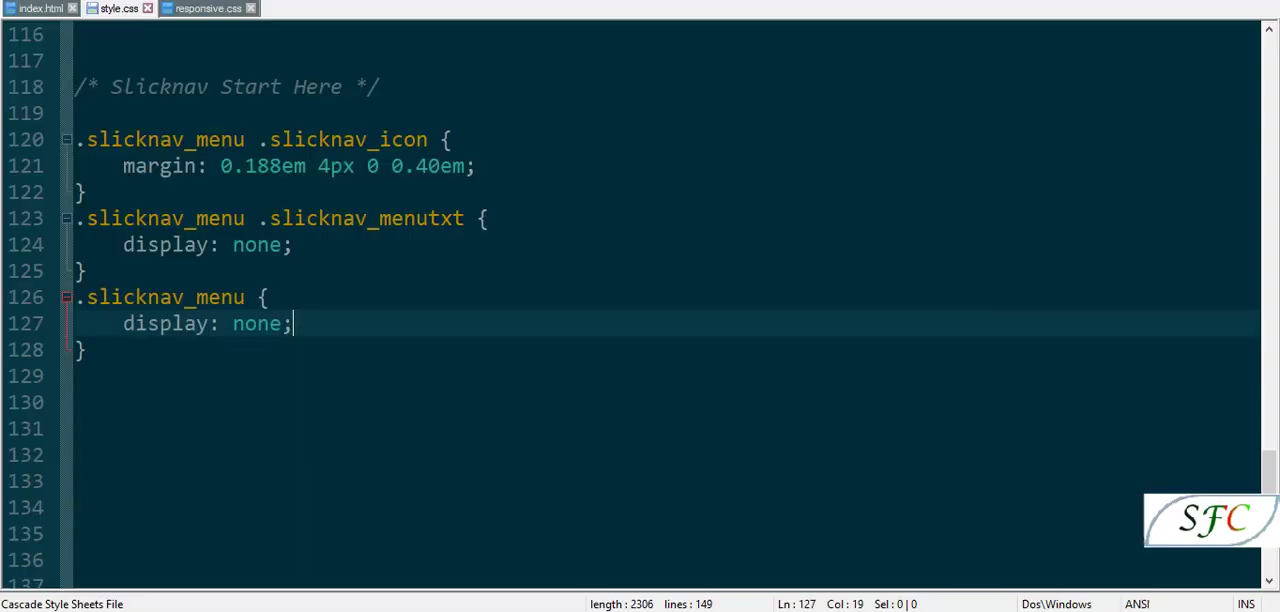 index.html style.css responsive.css
116
117
118 /* Slicknav Start Here */
119
120 .slicknav_menu .slicknav_icon {
121 margin: 0.188em 4px 0 0.40em;
122 }
123 .slicknav_menu .slicknav_menutxt {
124 display: none;
125 }
126 .slicknav_menu {
127 display: none;
128 }
129
130
131
132
133
134
135
136
137
SFC
Cascade Style Sheets File length : 2306 lines : 149 Ln : 127 Col : 19 Sel : 0 | 0 Dos\Windows ANSI INS